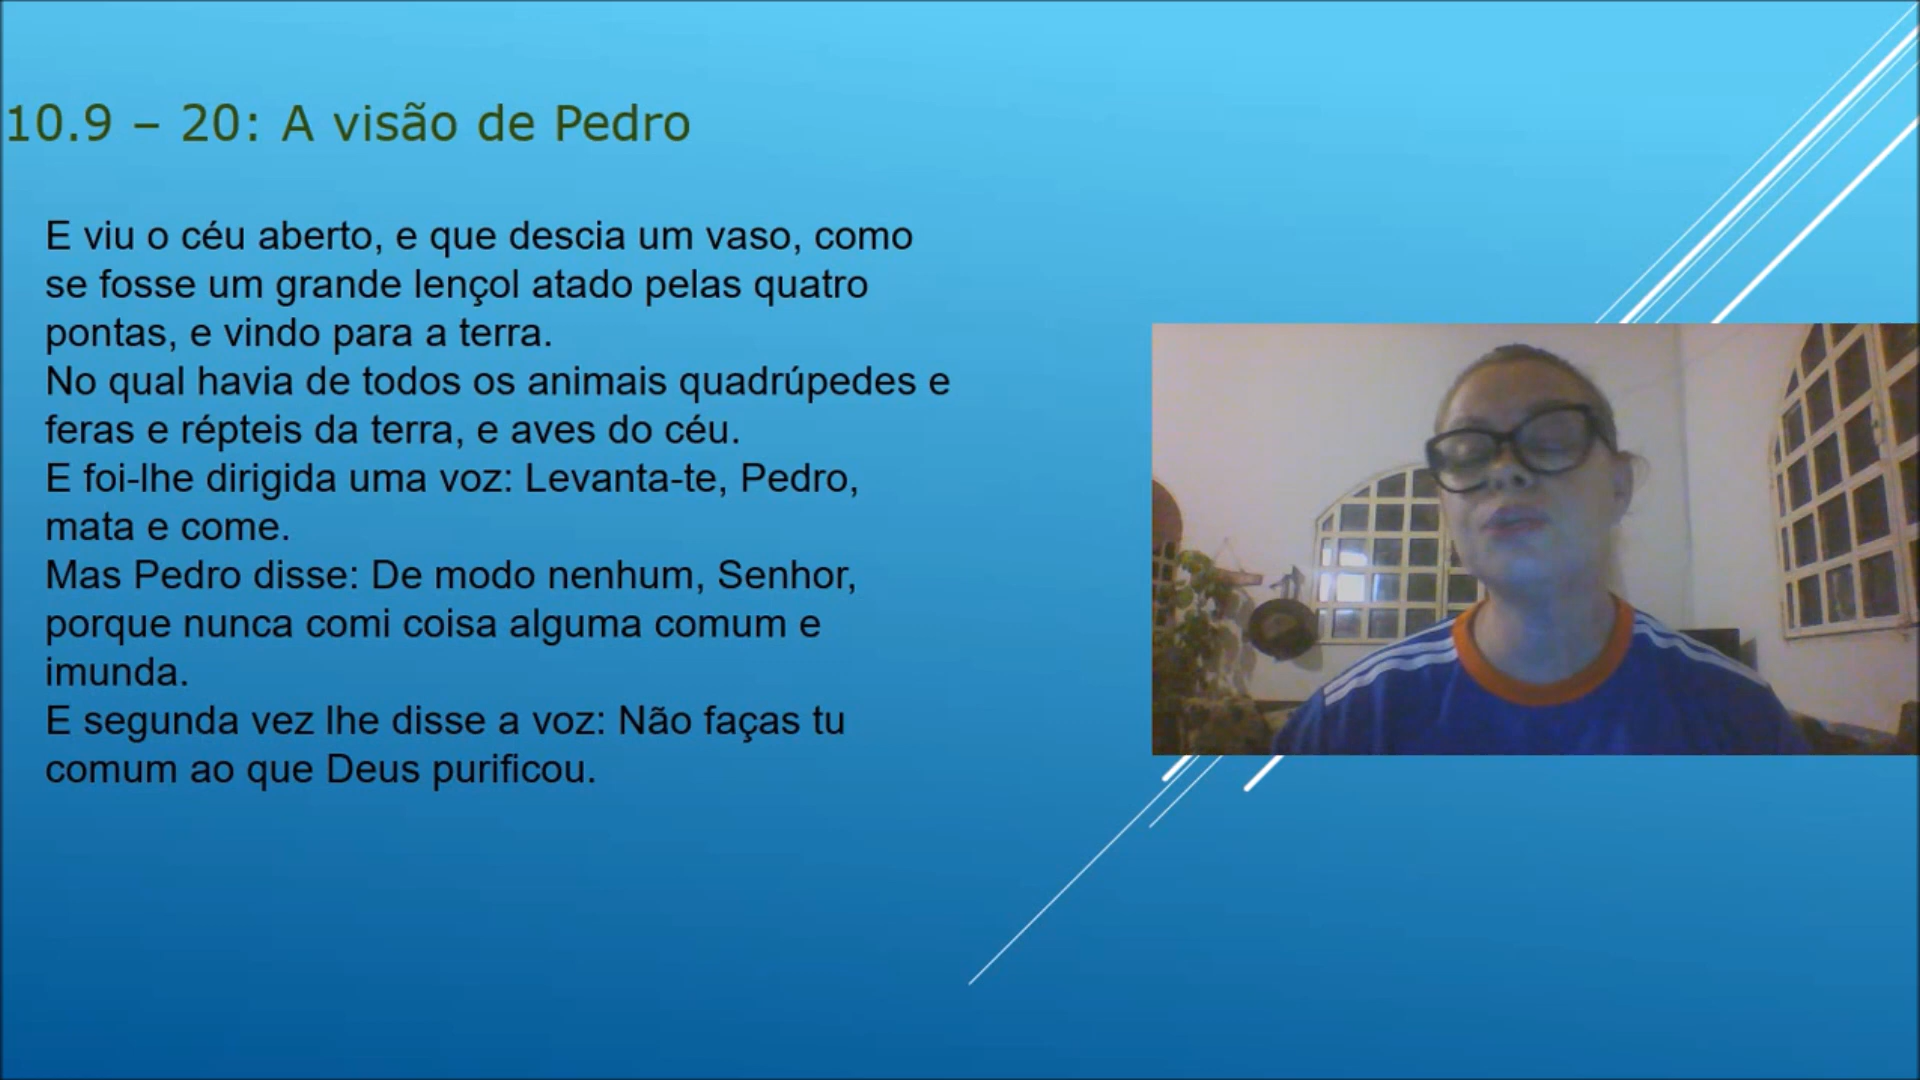 10.9 – 20: A visão de Pedro
E viu o céu aberto, e que descia um vaso, como
se fosse um grande lençol atado pelas quatro
pontas, e vindo para a terra.
No qual havia de todos os animais quadrúpedes e
feras e répteis da terra, e aves do céu.
E foi-lhe dirigida uma voz: Levanta-te, Pedro,
mata e come.
Mas Pedro disse: De modo nenhum, Senhor,
porque nunca comi coisa alguma comum e
imunda.
E segunda vez lhe disse a voz: Não faças tu
comum ao que Deus purificou.